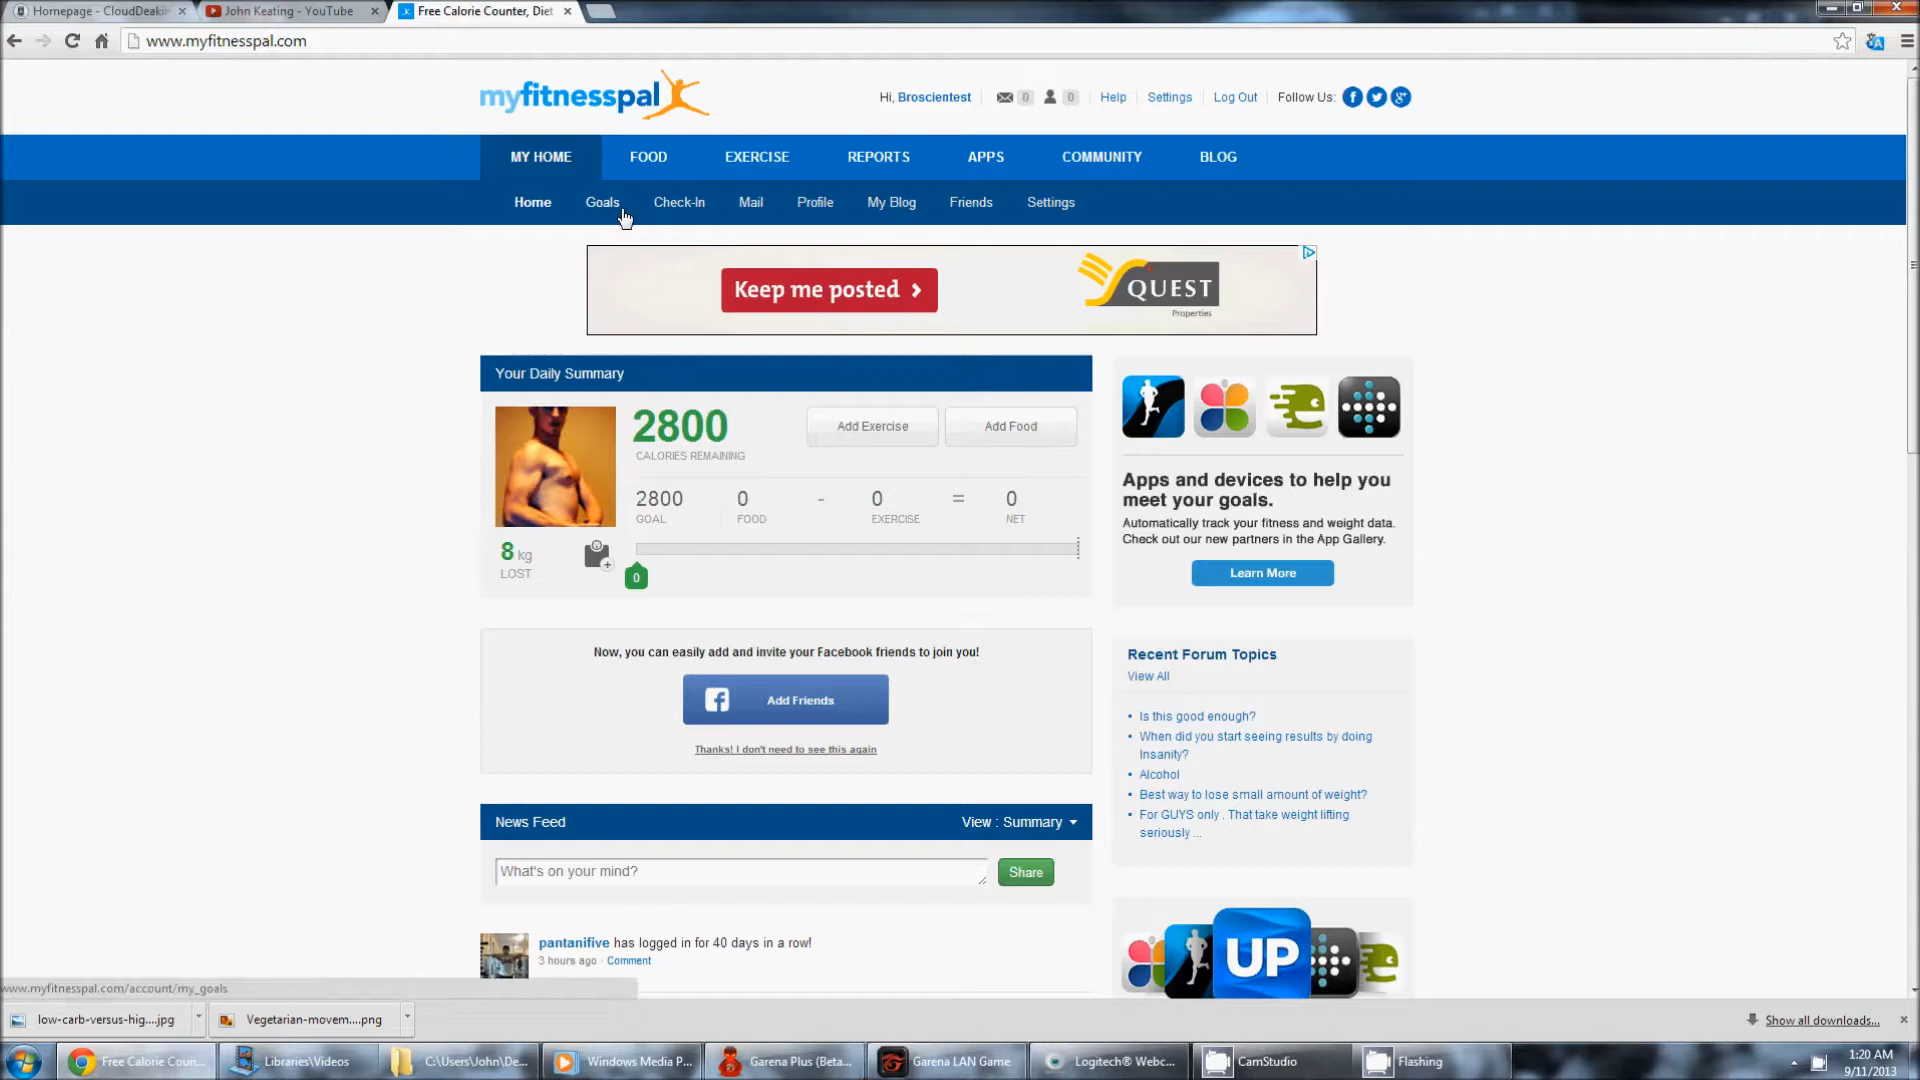 Homepage - CloudDeakin
John Keating - YouTube
Free Calorie Counter, Diet
www.myfitnesspal.com
myfitnesspal
Hi, Broscientest
0
0
Help
Settings
Log Out
Follow Us:
MY HOME
FOOD
EXERCISE
REPORTS
APPS
COMMUNITY
BLOG
Home
Goals
Check-In
Mail
Profile
My Blog
Friends
Settings
Keep me posted
QUEST
Properties
Your Daily Summary
2800
CALORIES REMAINING
Add Exercise
Add Food
2800 0 - 0 = 0
GOAL FOOD EXERCISE NET
8 kg
LOST
0
Apps and devices to help you
meet your goals.
Automatically track your fitness and weight data.
Check out our new partners in the App Gallery.
Learn More
Now, you can easily add and invite your Facebook friends to join you!
Add Friends
Thanks! I don't need to see this again
Recent Forum Topics
View All
Is this good enough?
When did you start seeing results by doing
Insanity?
Alcohol
Best way to lose small amount of weight?
For GUYS only . That take weight lifting
seriously ...
News Feed
View : Summary
What's on your mind?
Share
pantanifive has logged in for 40 days in a row!
3 hours ago · Comment
UP
www.myfitnesspal.com/account/my_goals
low-carb-versus-hig....jpg
Vegetarian-movem....png
Show all downloads...
Free Calorie Coun...
Libraries\Videos
C:\Users\John\De...
Windows Media P...
Garena Plus (Beta...
Garena LAN Game
Logitech® Webc...
CamStudio
Flashing
1:20 AM
9/11/2013